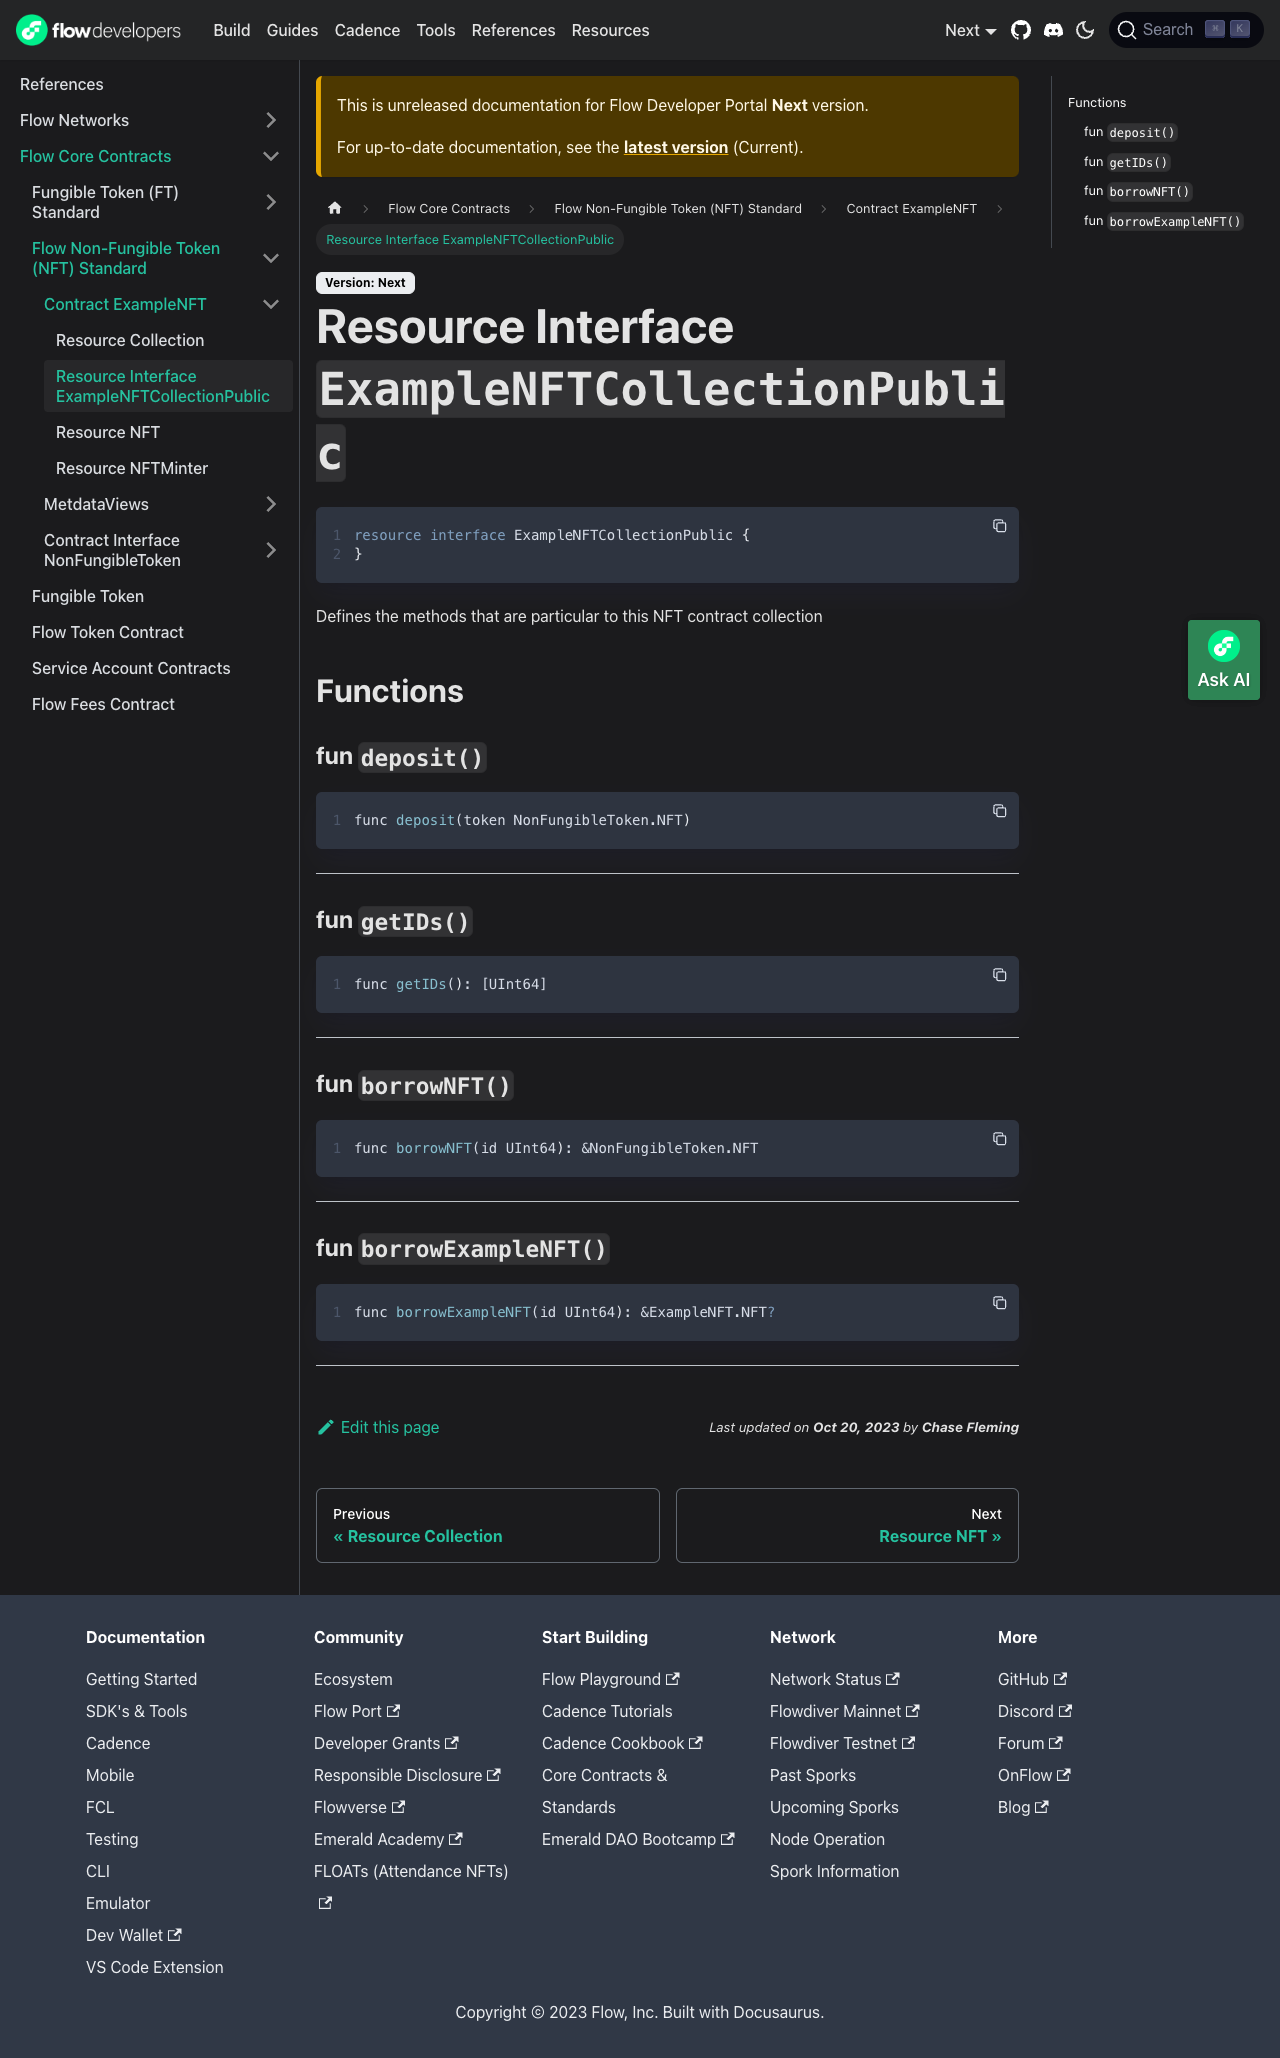 flowdevelopers
Build Guides Cadence Tools References Resources
Next
Search ⌘ K
References
Flow Networks
Flow Core Contracts
Fungible Token (FT)
Standard
Flow Non-Fungible Token
(NFT) Standard
Contract ExampleNFT
Resource Collection
Resource Interface
ExampleNFTCollectionPublic
Resource NFT
Resource NFTMinter
MetdataViews
Contract Interface
NonFungibleToken
Fungible Token
Flow Token Contract
Service Account Contracts
Flow Fees Contract
This is unreleased documentation for Flow Developer Portal Next version.
For up-to-date documentation, see the latest version (Current).
Flow Core Contracts > Flow Non-Fungible Token (NFT) Standard > Contract ExampleNFT >
Resource Interface ExampleNFTCollectionPublic
Version: Next
Resource Interface
ExampleNFTCollectionPubli
c
1 resource interface ExampleNFTCollectionPublic {
2 }
Defines the methods that are particular to this NFT contract collection
Functions
fun deposit()
1 func deposit(token NonFungibleToken.NFT)
fun getIDs()
1 func getIDs(): [UInt64]
fun borrowNFT()
1 func borrowNFT(id UInt64): &NonFungibleToken.NFT
fun borrowExampleNFT()
1 func borrowExampleNFT(id UInt64): &ExampleNFT.NFT?
Edit this page
Last updated on Oct 20, 2023 by Chase Fleming
Previous
« Resource Collection
Next
Resource NFT »
Functions
fun deposit()
fun getIDs()
fun borrowNFT()
fun borrowExampleNFT()
Ask AI
Documentation
Getting Started
SDK's & Tools
Cadence
Mobile
FCL
Testing
CLI
Emulator
Dev Wallet
VS Code Extension
Community
Ecosystem
Flow Port
Developer Grants
Responsible Disclosure
Flowverse
Emerald Academy
FLOATs (Attendance NFTs)
Start Building
Flow Playground
Cadence Tutorials
Cadence Cookbook
Core Contracts &
Standards
Emerald DAO Bootcamp
Network
Network Status
Flowdiver Mainnet
Flowdiver Testnet
Past Sporks
Upcoming Sporks
Node Operation
Spork Information
More
GitHub
Discord
Forum
OnFlow
Blog
Copyright © 2023 Flow, Inc. Built with Docusaurus.